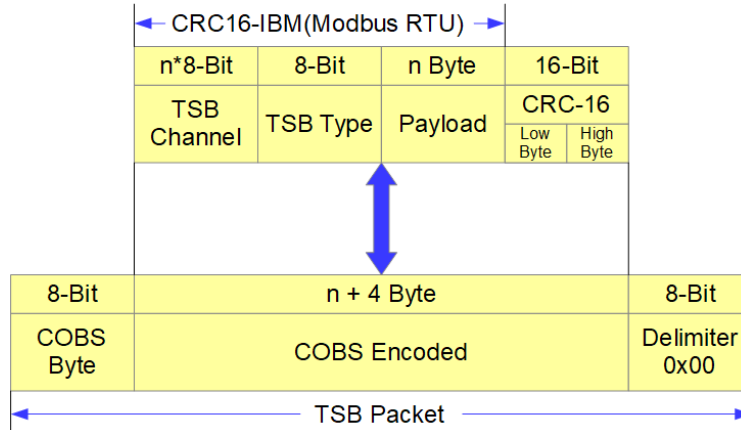 CRC16-IBM(Modbus RTU)
n*8-Bit 8-Bit n Byte 16-Bit
TSB Channel TSB Type Payload CRC-16
Low Byte High Byte
8-Bit n + 4 Byte 8-Bit
COBS Byte COBS Encoded Delimiter 0x00
TSB Packet